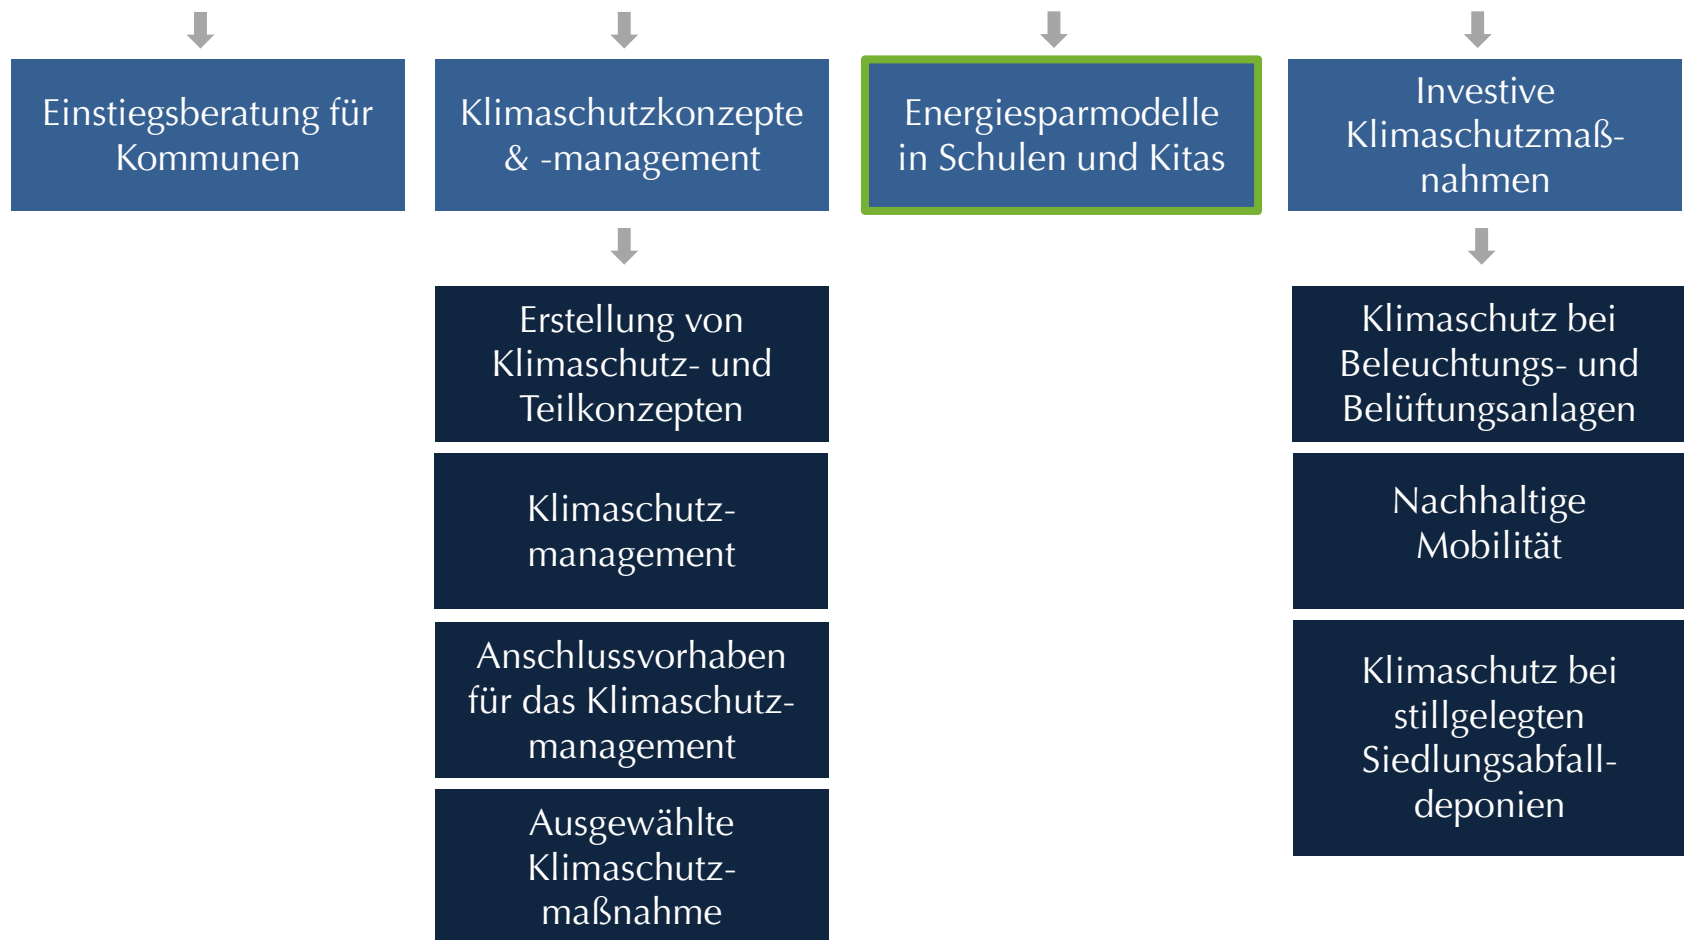 Einstiegsberatung für
Kommunen
Klimaschutzkonzepte
& -management
Energiesparmodelle
in Schulen und Kitas
Investive
Klimaschutzmaß-
nahmen
Erstellung von
Klimaschutz- und
Teilkonzepten
Klimaschutz-
management
Anschlussvorhaben
für das Klimaschutz-
management
Ausgewählte
Klimaschutz-
maßnahme
Klimaschutz bei
Beleuchtungs- und
Belüftungsanlagen
Nachhaltige
Mobilität
Klimaschutz bei
stillgelegten
Siedlungsabfall-
deponien